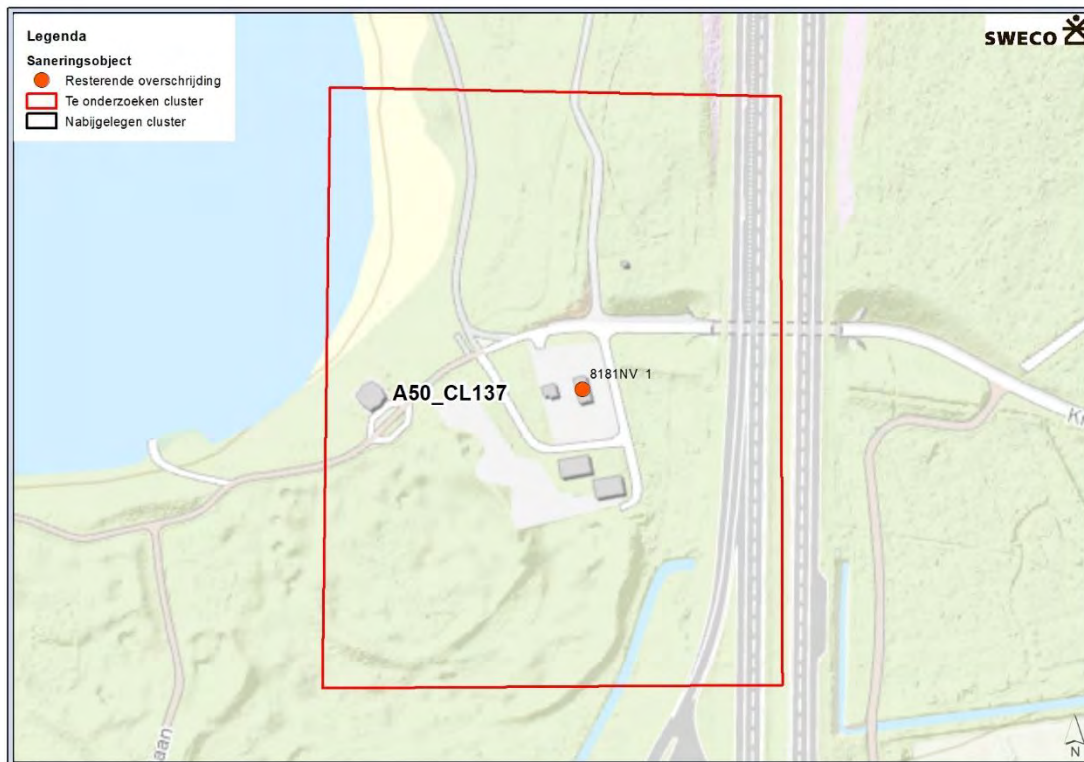 Legenda
Saneringsobject
Resterende overschrijding
Te onderzoeken cluster
Nabijgelegen cluster
SWECO
8181NV 1
A50_CL137
N